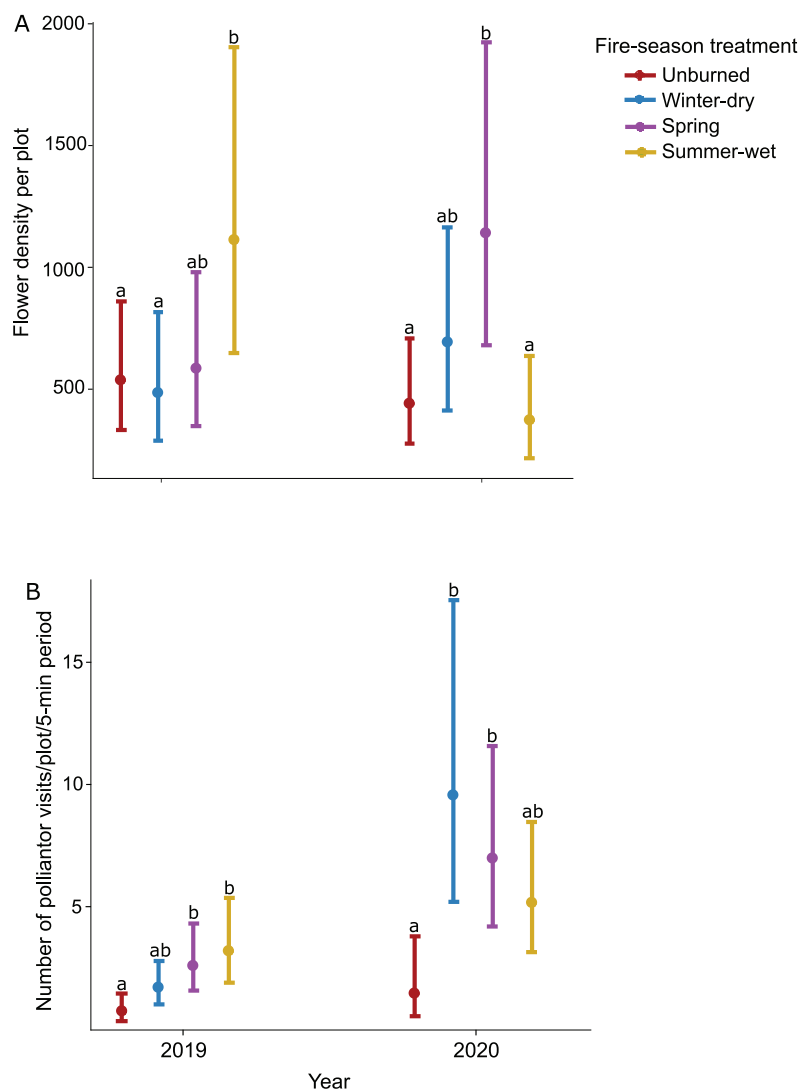 A
Flower density per plot
2000
1500
1000
500
a
a
ab
b
a
ab
b
a
Fire-season treatment
Unburned
Winter-dry
Spring
Summer-wet
B
Number of polliantor visits/plot/5-min period
15
10
5
a
ab
b
b
a
b
b
ab
2019
2020
Year